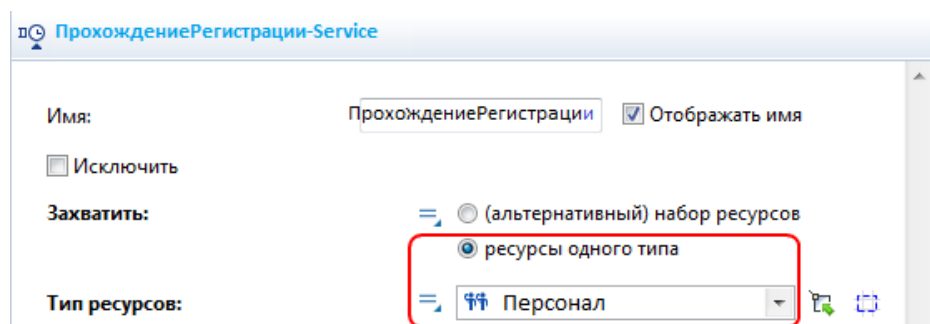 ПрохождениеРегистрации-Service
Имя: ПрохождениеРегистрации Отображать имя
Исключить
Захватить: (альтернативный) набор ресурсов
ресурсы одного типа
Тип ресурсов: Персонал